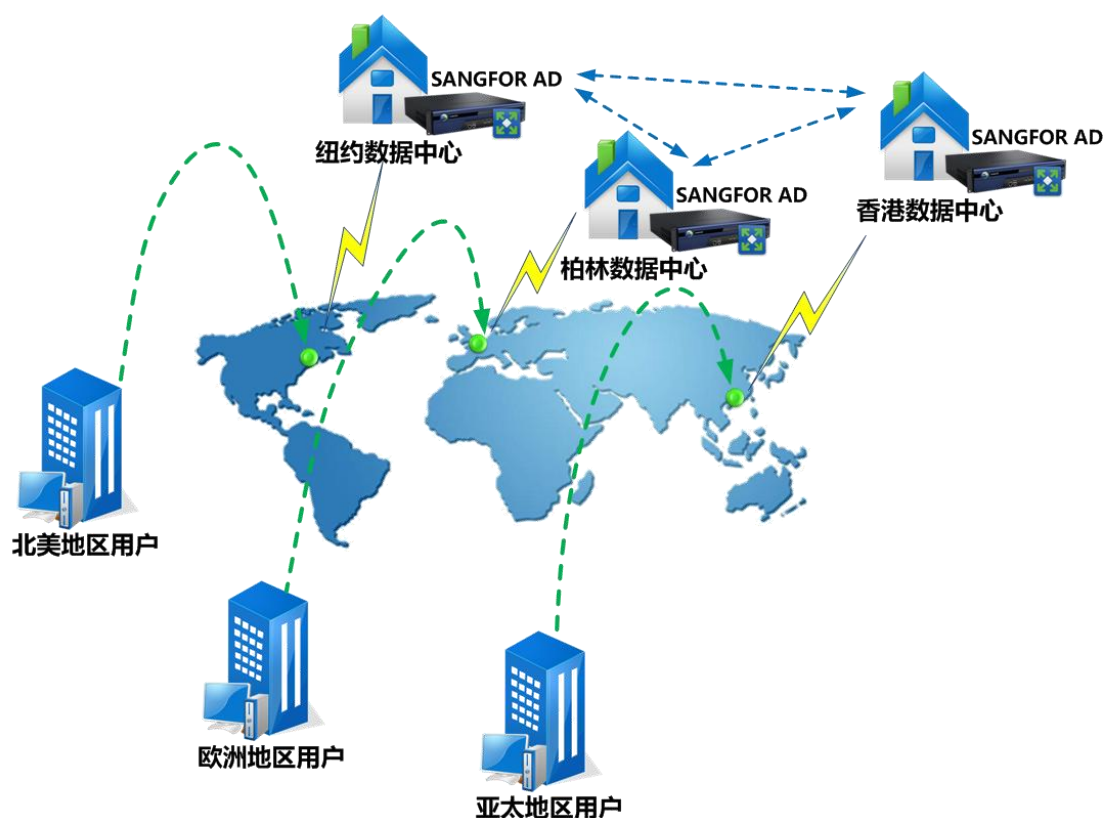 SANGFOR AD
纽约数据中心
SANGFOR AD
香港数据中心
SANGFOR AD
柏林数据中心
北美地区用户
欧洲地区用户
亚太地区用户